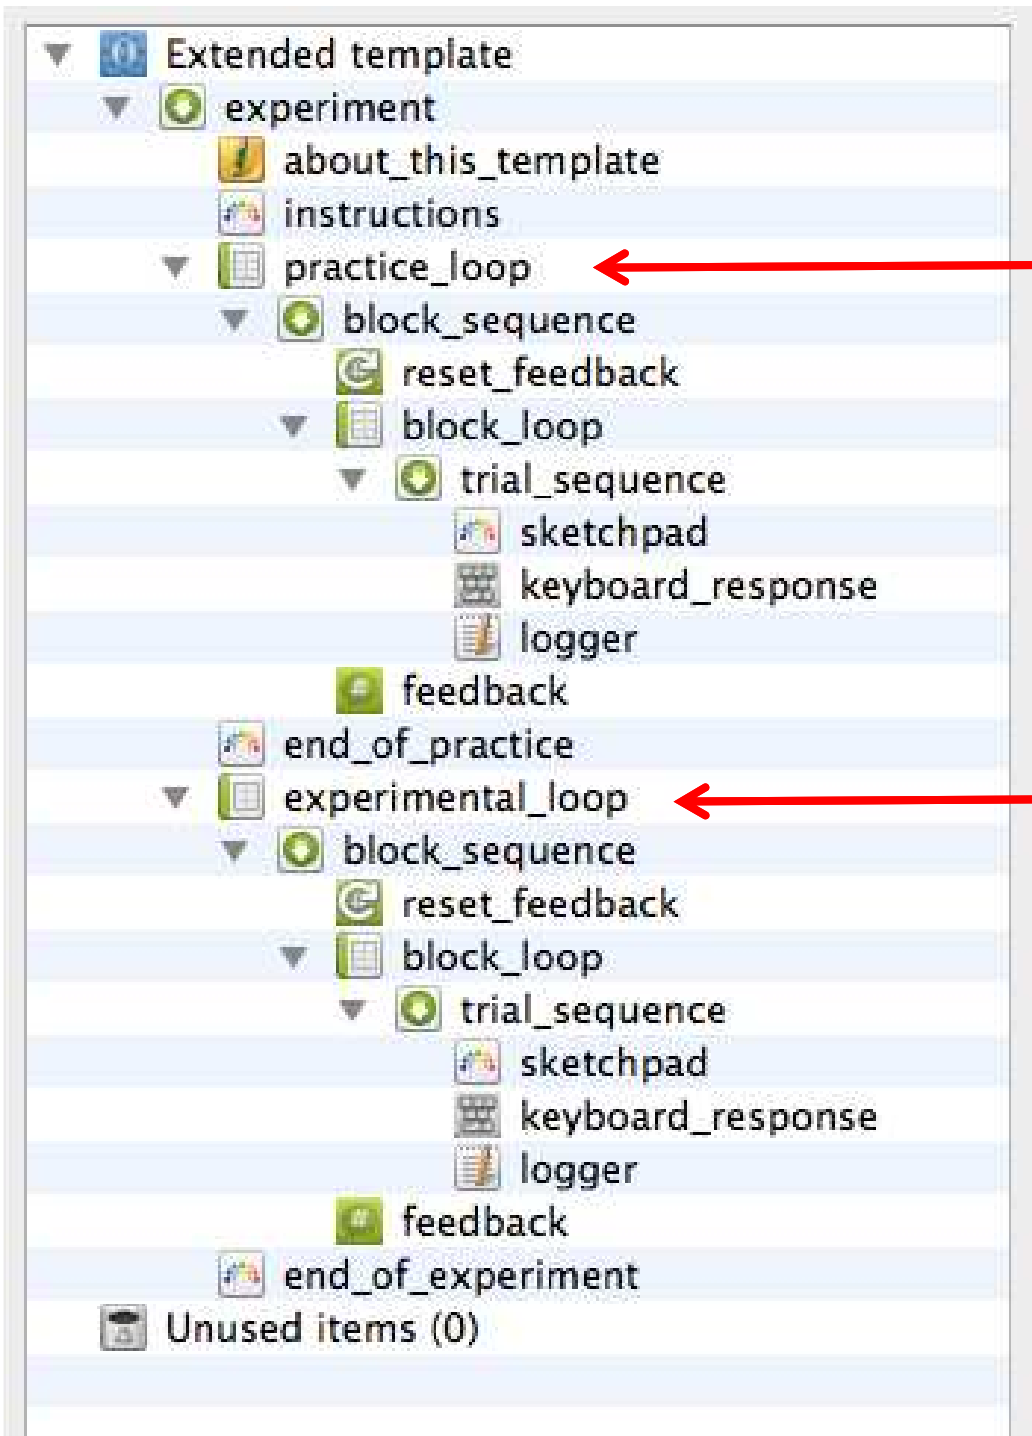 Extended template
experiment
about_this_template
instructions
practice_loop
block_sequence
reset_feedback
block_loop
trial_sequence
sketchpad
keyboard_response
logger
feedback
end_of_practice
experimental_loop
block_sequence
reset_feedback
block_loop
trial_sequence
sketchpad
keyboard_response
logger
feedback
end_of_experiment
Unused items (0)